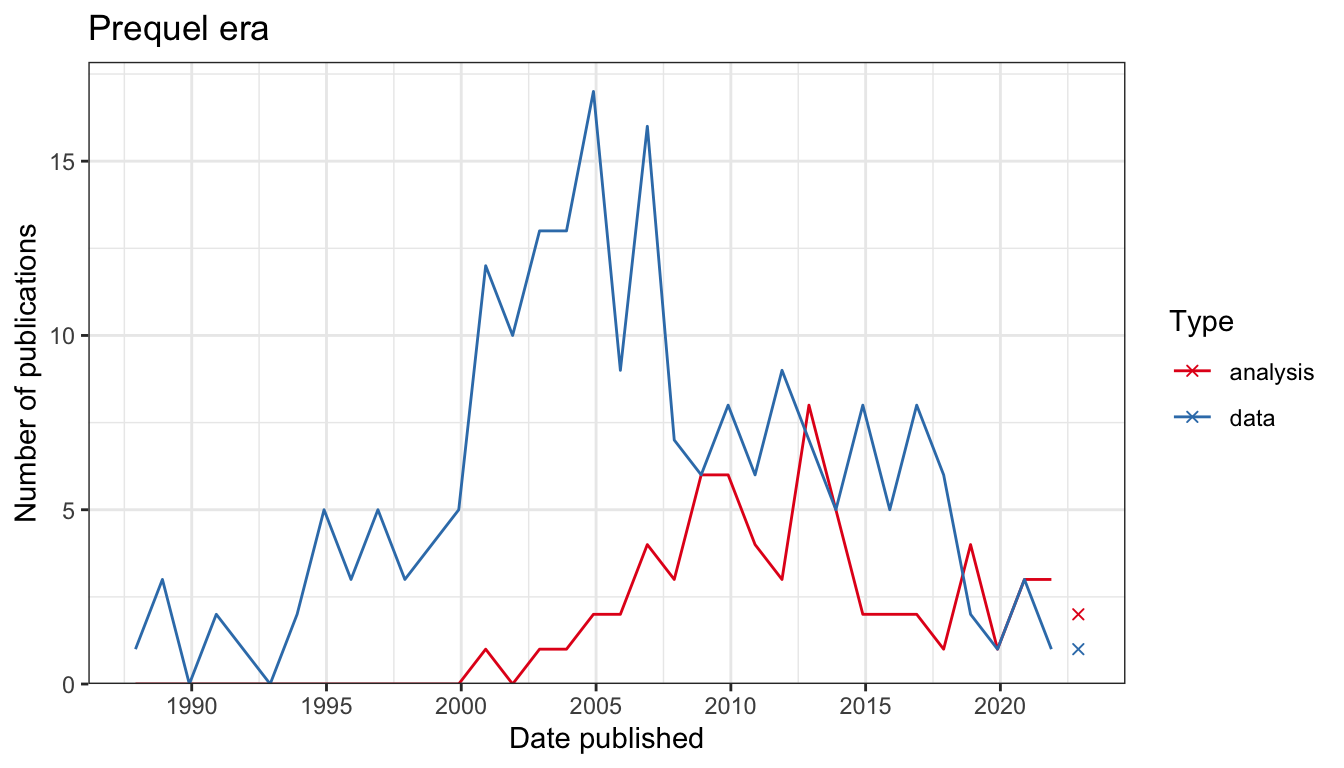 Prequel era
Number of publications
15
10
5
0
1990 1995 2000 2005 2010 2015 2020
Date published
Type
analysis
data